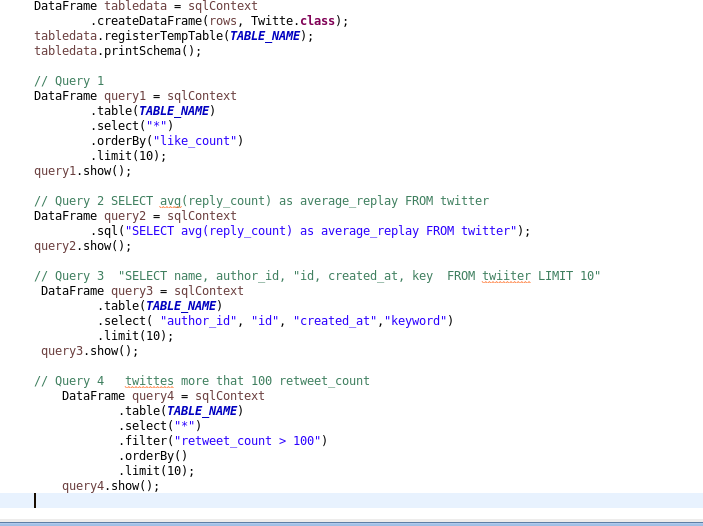 DataFrame tabledata = sqlContext
.createDataFrame(rows, Twitte.class);
tabledata.registerTempTable(TABLE_NAME);
tabledata.printSchema();
// Query 1
DataFrame query1 = sqlContext
.table(TABLE_NAME)
.select("*")
.orderBy("like_count")
.limit(10);
query1.show();
// Query 2 SELECT avg(reply_count) as average_replay FROM twitter
DataFrame query2 = sqlContext
.sql("SELECT avg(reply_count) as average_replay FROM twitter");
query2.show();
// Query 3  "SELECT name, author_id, "id, created_at, key  FROM twiiter LIMIT 10"
DataFrame query3 = sqlContext
.table(TABLE_NAME)
.select( "author_id", "id", "created_at","keyword")
.limit(10);
query3.show();
// Query 4   twittes more that 100 retweet_count
DataFrame query4 = sqlContext
.table(TABLE_NAME)
.select("*")
.filter("retweet_count > 100")
.orderBy()
.limit(10);
query4.show();